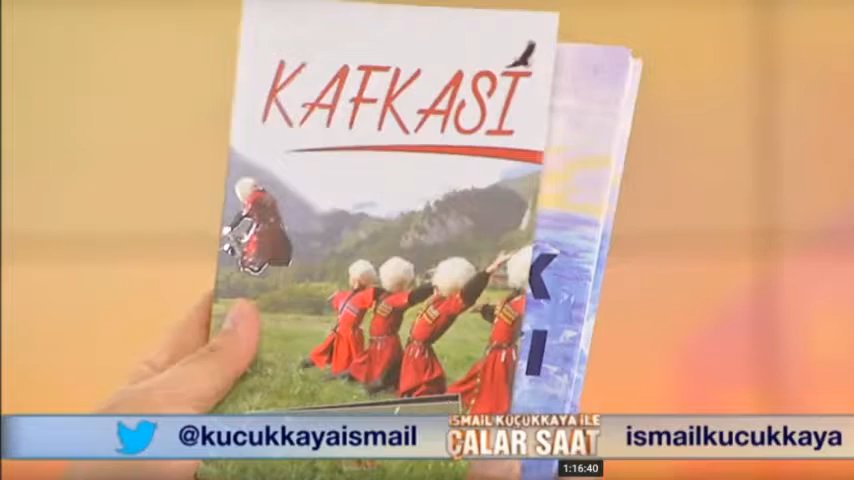 KAFKASİ
K
I
@kucukkayaismail
İSMAİL KÜÇÜKKAYA İLE
ÇALAR SAAT
ismailkucukkaya
1:16:40